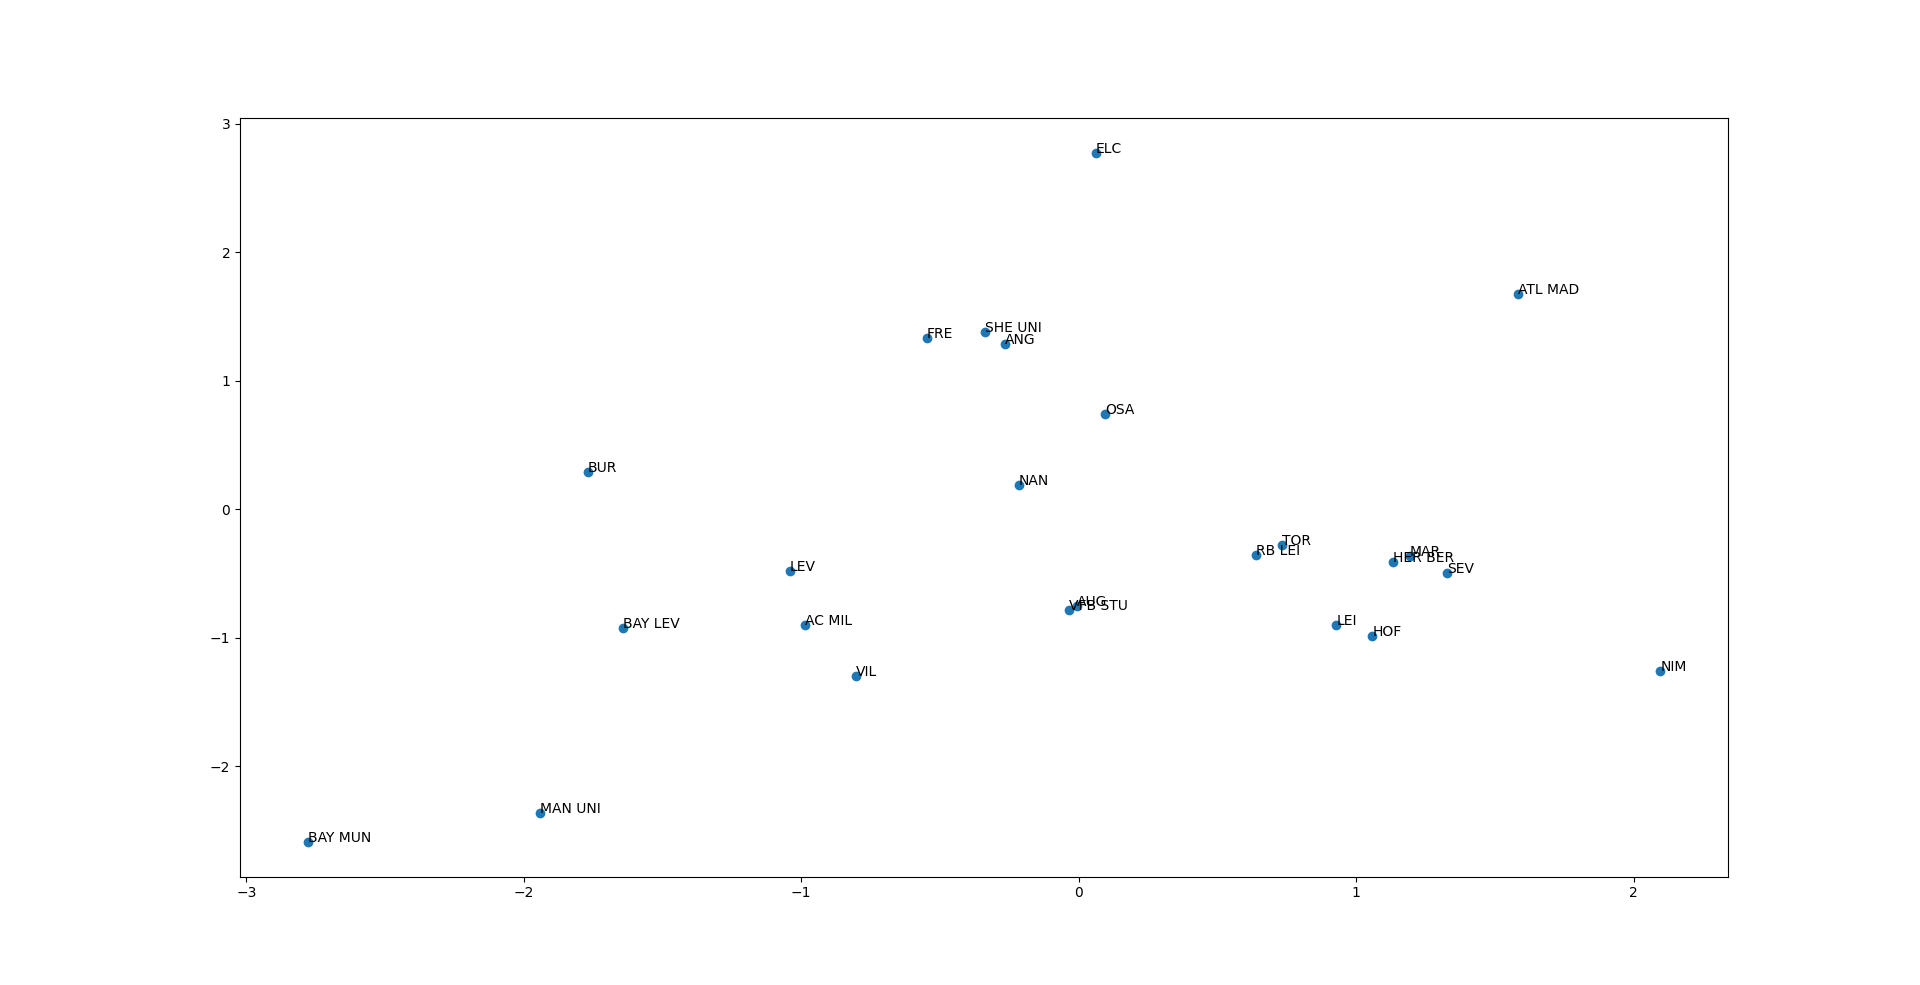 3
2
1
0
−1
−2
ELC
ATL MAD
SHE UNI
FRE
ANG
OSA
BUR
NAN
TOR
RB LEI
MAR
HER BER
LEV
SEV
AUG
VFB STU
AC MIL
LEI
BAY LEV
HOF
NIM
VIL
MAN UNI
BAY MUN
−3 −2 −1 0 1 2